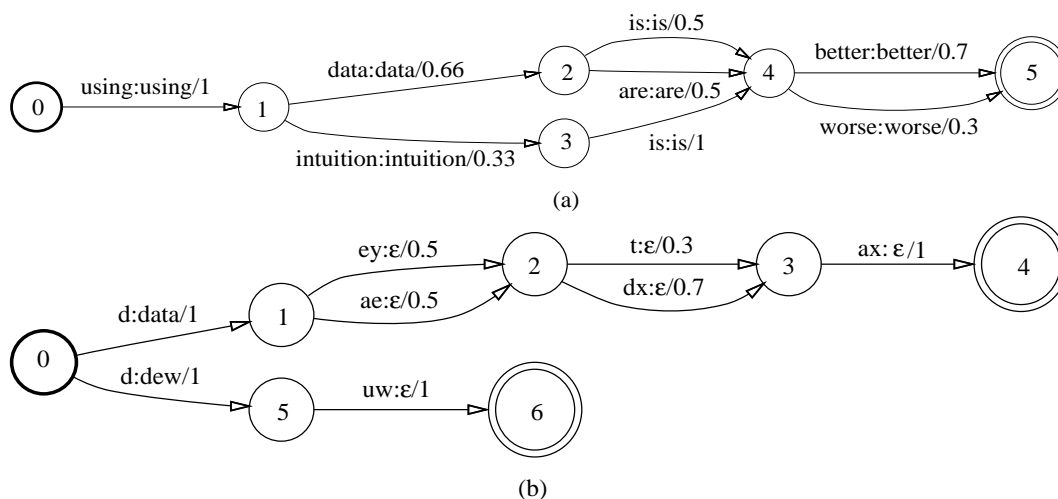 is:is/0.5
better:better/0.7
data:data/0.66
2
using:using/1
4
5
0
1
are:are/0.5
3
worse:worse/0.3
intuition:intuition/0.33
is:is/1
(a)
ey:ε/0.5
t:ε/0.3
ax: ε/1
2
3
4
ae:ε/0.5
dx:ε/0.7
d:data/1
1
0
d:dew/1
uw:ε/1
5
6
(b)